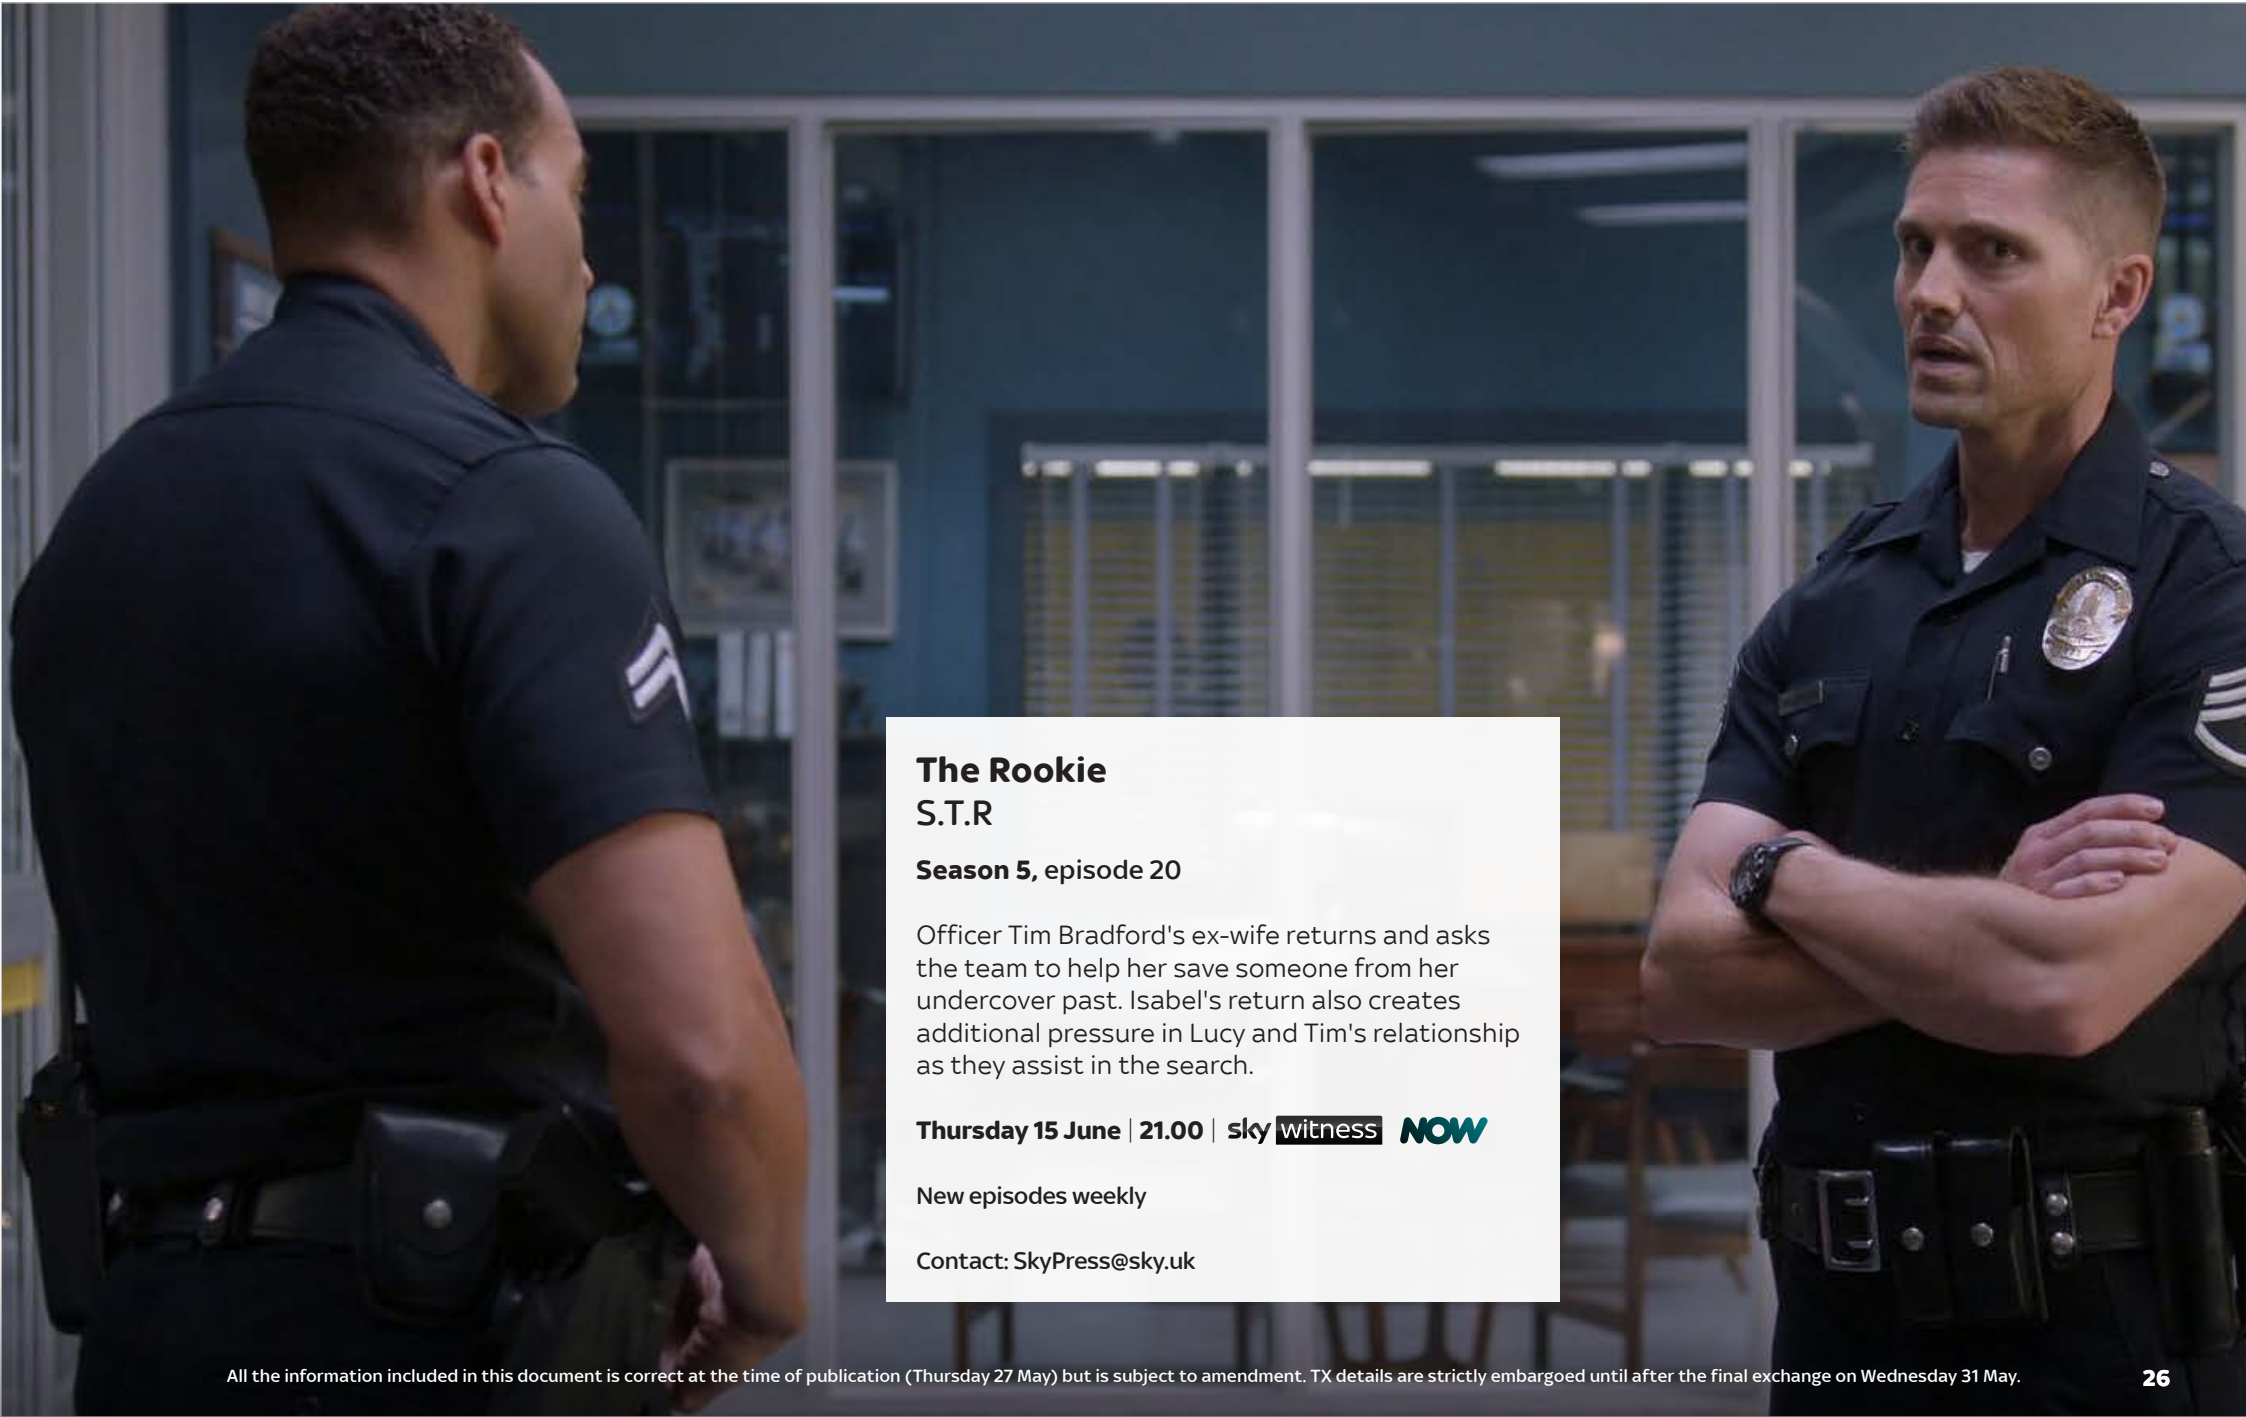 The Rookie
S.T.R
Season 5, episode 20
Officer Tim Bradford's ex-wife returns and asks
the team to help her save someone from her
undercover past. Isabel's return also creates
additional pressure in Lucy and Tim's relationship
as they assist in the search.
Thursday 15 June | 21.00 | sky witness NOW
New episodes weekly
Contact: SkyPress@sky.uk
All the information included in this document is correct at the time of publication (Thursday 27 May) but is subject to amendment. TX details are strictly embargoed until after the final exchange on Wednesday 31 May.
26